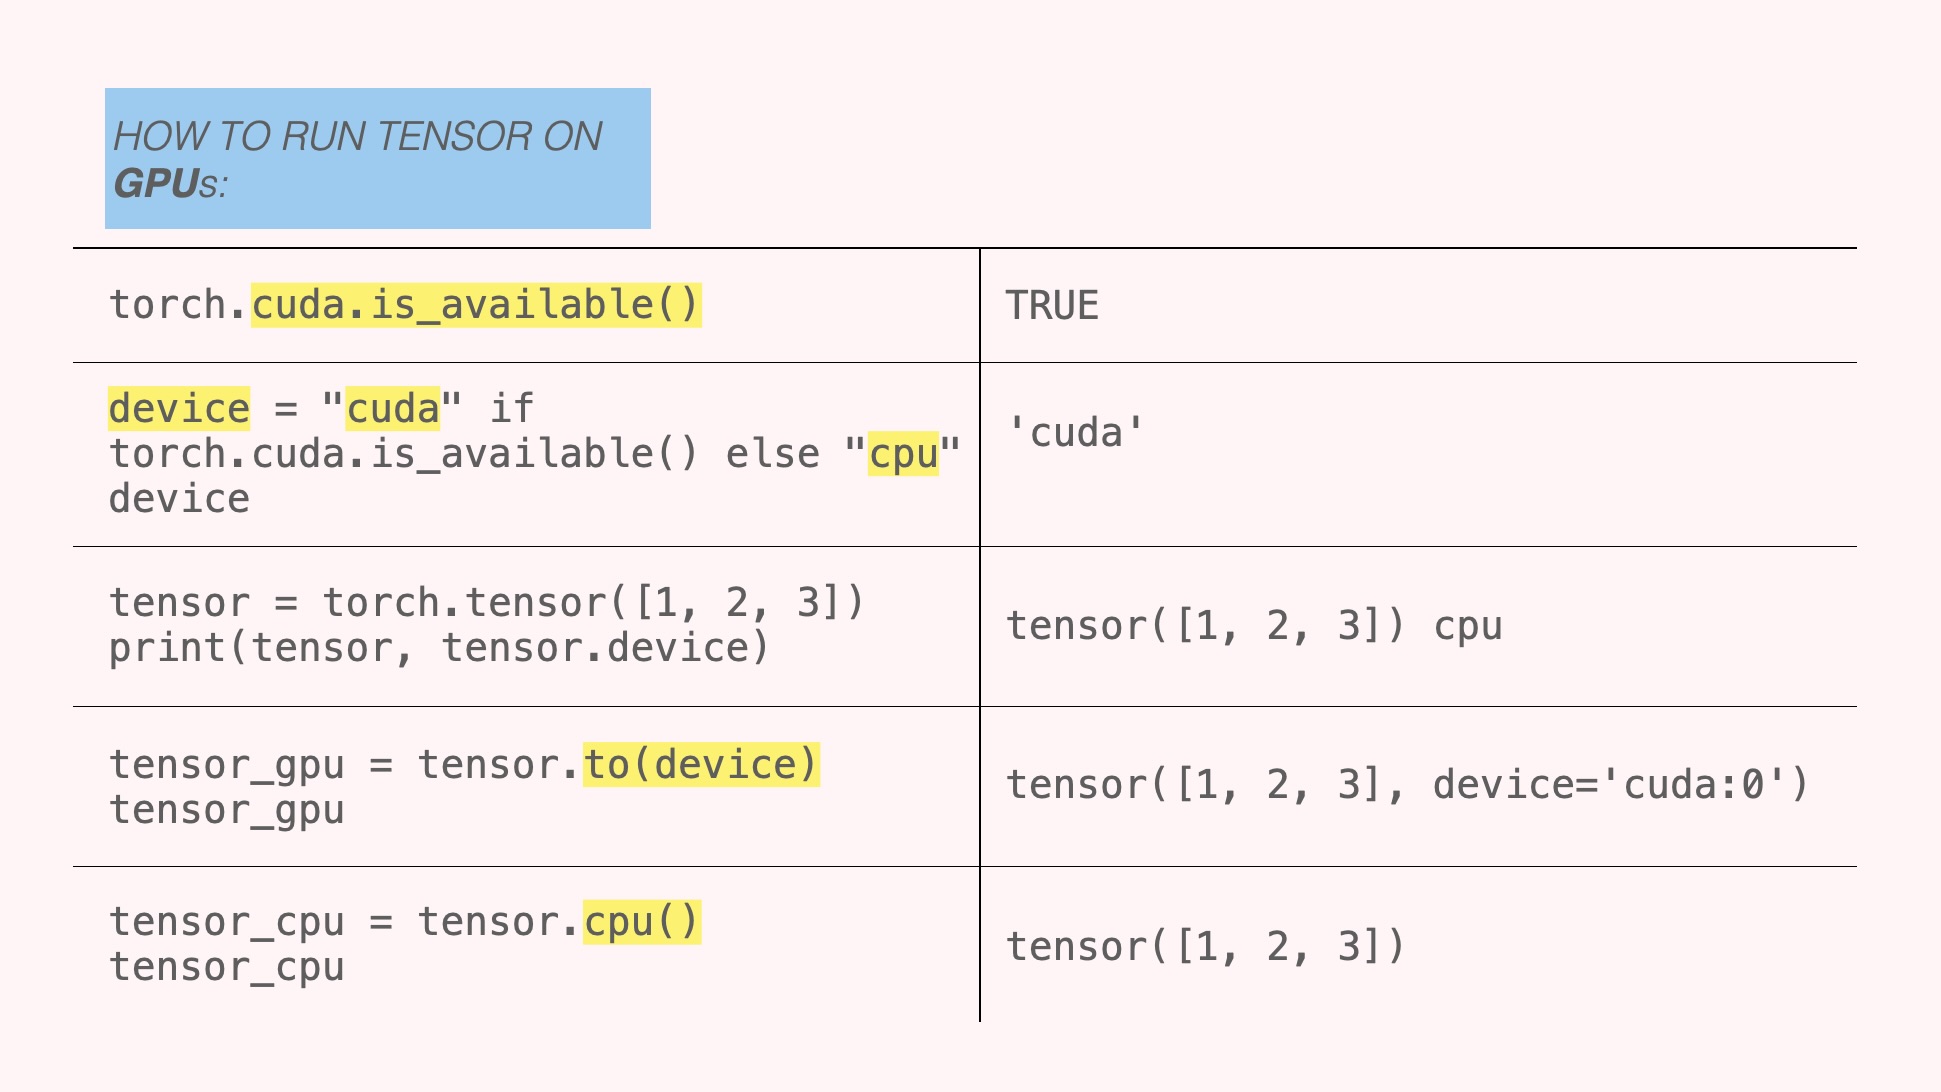 HOW TO RUN TENSOR ON
GPUs:
torch.cuda.is_available()
TRUE
device = "cuda" if
torch.cuda.is_available() else "cpu"
device
'cuda'
tensor = torch.tensor([1, 2, 3])
print(tensor, tensor.device)
tensor([1, 2, 3]) cpu
tensor_gpu = tensor.to(device)
tensor_gpu
tensor([1, 2, 3], device='cuda:0')
tensor_cpu = tensor.cpu()
tensor_cpu
tensor([1, 2, 3])